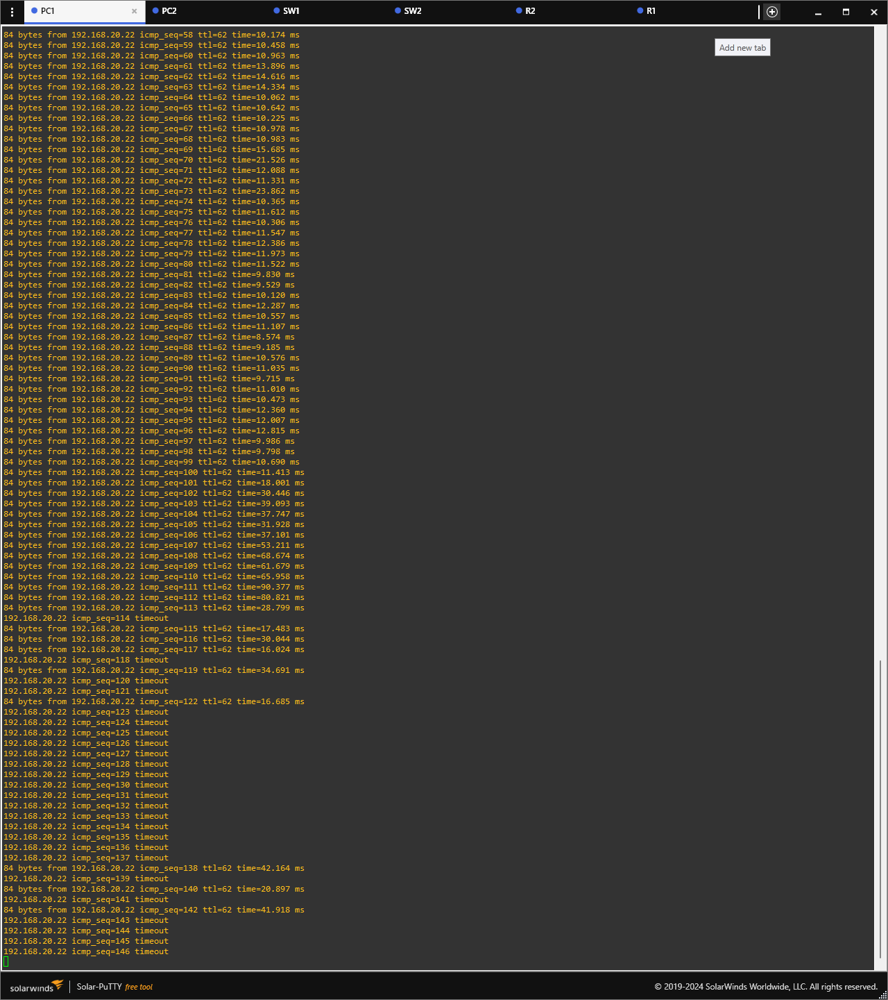 PC1
PC2
SW1
SW2
R2
R1
Add new tab
84 bytes from 192.168.20.22 icmp_seq=58 ttl=62 time=10.174 ms
84 bytes from 192.168.20.22 icmp_seq=59 ttl=62 time=10.458 ms
84 bytes from 192.168.20.22 icmp_seq=60 ttl=62 time=10.963 ms
84 bytes from 192.168.20.22 icmp_seq=61 ttl=62 time=13.896 ms
84 bytes from 192.168.20.22 icmp_seq=62 ttl=62 time=14.616 ms
84 bytes from 192.168.20.22 icmp_seq=63 ttl=62 time=14.334 ms
84 bytes from 192.168.20.22 icmp_seq=64 ttl=62 time=10.062 ms
84 bytes from 192.168.20.22 icmp_seq=65 ttl=62 time=10.642 ms
84 bytes from 192.168.20.22 icmp_seq=66 ttl=62 time=10.225 ms
84 bytes from 192.168.20.22 icmp_seq=67 ttl=62 time=10.978 ms
84 bytes from 192.168.20.22 icmp_seq=68 ttl=62 time=10.983 ms
84 bytes from 192.168.20.22 icmp_seq=69 ttl=62 time=15.685 ms
84 bytes from 192.168.20.22 icmp_seq=70 ttl=62 time=21.526 ms
84 bytes from 192.168.20.22 icmp_seq=71 ttl=62 time=12.088 ms
84 bytes from 192.168.20.22 icmp_seq=72 ttl=62 time=11.331 ms
84 bytes from 192.168.20.22 icmp_seq=73 ttl=62 time=23.862 ms
84 bytes from 192.168.20.22 icmp_seq=74 ttl=62 time=10.365 ms
84 bytes from 192.168.20.22 icmp_seq=75 ttl=62 time=11.612 ms
84 bytes from 192.168.20.22 icmp_seq=76 ttl=62 time=10.306 ms
84 bytes from 192.168.20.22 icmp_seq=77 ttl=62 time=11.547 ms
84 bytes from 192.168.20.22 icmp_seq=78 ttl=62 time=12.386 ms
84 bytes from 192.168.20.22 icmp_seq=79 ttl=62 time=11.973 ms
84 bytes from 192.168.20.22 icmp_seq=80 ttl=62 time=11.522 ms
84 bytes from 192.168.20.22 icmp_seq=81 ttl=62 time=9.830 ms
84 bytes from 192.168.20.22 icmp_seq=82 ttl=62 time=9.529 ms
84 bytes from 192.168.20.22 icmp_seq=83 ttl=62 time=10.120 ms
84 bytes from 192.168.20.22 icmp_seq=84 ttl=62 time=12.287 ms
84 bytes from 192.168.20.22 icmp_seq=85 ttl=62 time=10.557 ms
84 bytes from 192.168.20.22 icmp_seq=86 ttl=62 time=11.107 ms
84 bytes from 192.168.20.22 icmp_seq=87 ttl=62 time=8.574 ms
84 bytes from 192.168.20.22 icmp_seq=88 ttl=62 time=9.185 ms
84 bytes from 192.168.20.22 icmp_seq=89 ttl=62 time=10.576 ms
84 bytes from 192.168.20.22 icmp_seq=90 ttl=62 time=11.035 ms
84 bytes from 192.168.20.22 icmp_seq=91 ttl=62 time=9.715 ms
84 bytes from 192.168.20.22 icmp_seq=92 ttl=62 time=11.010 ms
84 bytes from 192.168.20.22 icmp_seq=93 ttl=62 time=10.473 ms
84 bytes from 192.168.20.22 icmp_seq=94 ttl=62 time=12.360 ms
84 bytes from 192.168.20.22 icmp_seq=95 ttl=62 time=12.007 ms
84 bytes from 192.168.20.22 icmp_seq=96 ttl=62 time=12.815 ms
84 bytes from 192.168.20.22 icmp_seq=97 ttl=62 time=9.986 ms
84 bytes from 192.168.20.22 icmp_seq=98 ttl=62 time=9.798 ms
84 bytes from 192.168.20.22 icmp_seq=99 ttl=62 time=10.690 ms
84 bytes from 192.168.20.22 icmp_seq=100 ttl=62 time=11.413 ms
84 bytes from 192.168.20.22 icmp_seq=101 ttl=62 time=18.001 ms
84 bytes from 192.168.20.22 icmp_seq=102 ttl=62 time=30.446 ms
84 bytes from 192.168.20.22 icmp_seq=103 ttl=62 time=39.093 ms
84 bytes from 192.168.20.22 icmp_seq=104 ttl=62 time=37.747 ms
84 bytes from 192.168.20.22 icmp_seq=105 ttl=62 time=31.928 ms
84 bytes from 192.168.20.22 icmp_seq=106 ttl=62 time=37.101 ms
84 bytes from 192.168.20.22 icmp_seq=107 ttl=62 time=53.211 ms
84 bytes from 192.168.20.22 icmp_seq=108 ttl=62 time=68.674 ms
84 bytes from 192.168.20.22 icmp_seq=109 ttl=62 time=61.679 ms
84 bytes from 192.168.20.22 icmp_seq=110 ttl=62 time=65.958 ms
84 bytes from 192.168.20.22 icmp_seq=111 ttl=62 time=90.377 ms
84 bytes from 192.168.20.22 icmp_seq=112 ttl=62 time=80.821 ms
84 bytes from 192.168.20.22 icmp_seq=113 ttl=62 time=28.799 ms
192.168.20.22 icmp_seq=114 timeout
84 bytes from 192.168.20.22 icmp_seq=115 ttl=62 time=17.483 ms
84 bytes from 192.168.20.22 icmp_seq=116 ttl=62 time=30.044 ms
84 bytes from 192.168.20.22 icmp_seq=117 ttl=62 time=16.024 ms
192.168.20.22 icmp_seq=118 timeout
84 bytes from 192.168.20.22 icmp_seq=119 ttl=62 time=34.691 ms
192.168.20.22 icmp_seq=120 timeout
192.168.20.22 icmp_seq=121 timeout
84 bytes from 192.168.20.22 icmp_seq=122 ttl=62 time=16.685 ms
192.168.20.22 icmp_seq=123 timeout
192.168.20.22 icmp_seq=124 timeout
192.168.20.22 icmp_seq=125 timeout
192.168.20.22 icmp_seq=126 timeout
192.168.20.22 icmp_seq=127 timeout
192.168.20.22 icmp_seq=128 timeout
192.168.20.22 icmp_seq=129 timeout
192.168.20.22 icmp_seq=130 timeout
192.168.20.22 icmp_seq=131 timeout
192.168.20.22 icmp_seq=132 timeout
192.168.20.22 icmp_seq=133 timeout
192.168.20.22 icmp_seq=134 timeout
192.168.20.22 icmp_seq=135 timeout
192.168.20.22 icmp_seq=136 timeout
192.168.20.22 icmp_seq=137 timeout
84 bytes from 192.168.20.22 icmp_seq=138 ttl=62 time=42.164 ms
192.168.20.22 icmp_seq=139 timeout
84 bytes from 192.168.20.22 icmp_seq=140 ttl=62 time=20.897 ms
192.168.20.22 icmp_seq=141 timeout
84 bytes from 192.168.20.22 icmp_seq=142 ttl=62 time=41.918 ms
192.168.20.22 icmp_seq=143 timeout
192.168.20.22 icmp_seq=144 timeout
192.168.20.22 icmp_seq=145 timeout
192.168.20.22 icmp_seq=146 timeout
solarwinds
Solar-PuTTY free tool
© 2019-2024 SolarWinds Worldwide, LLC. All rights reserved.